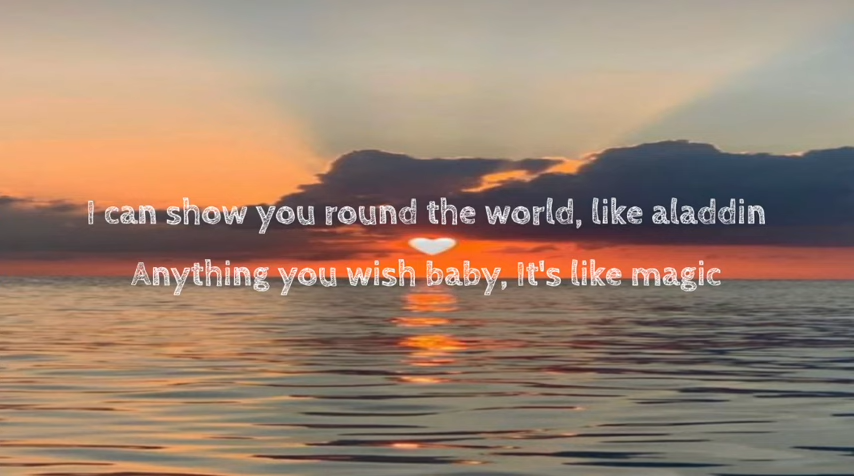 I can show you round the world, like aladdin
Anything you wish baby, It's like magic